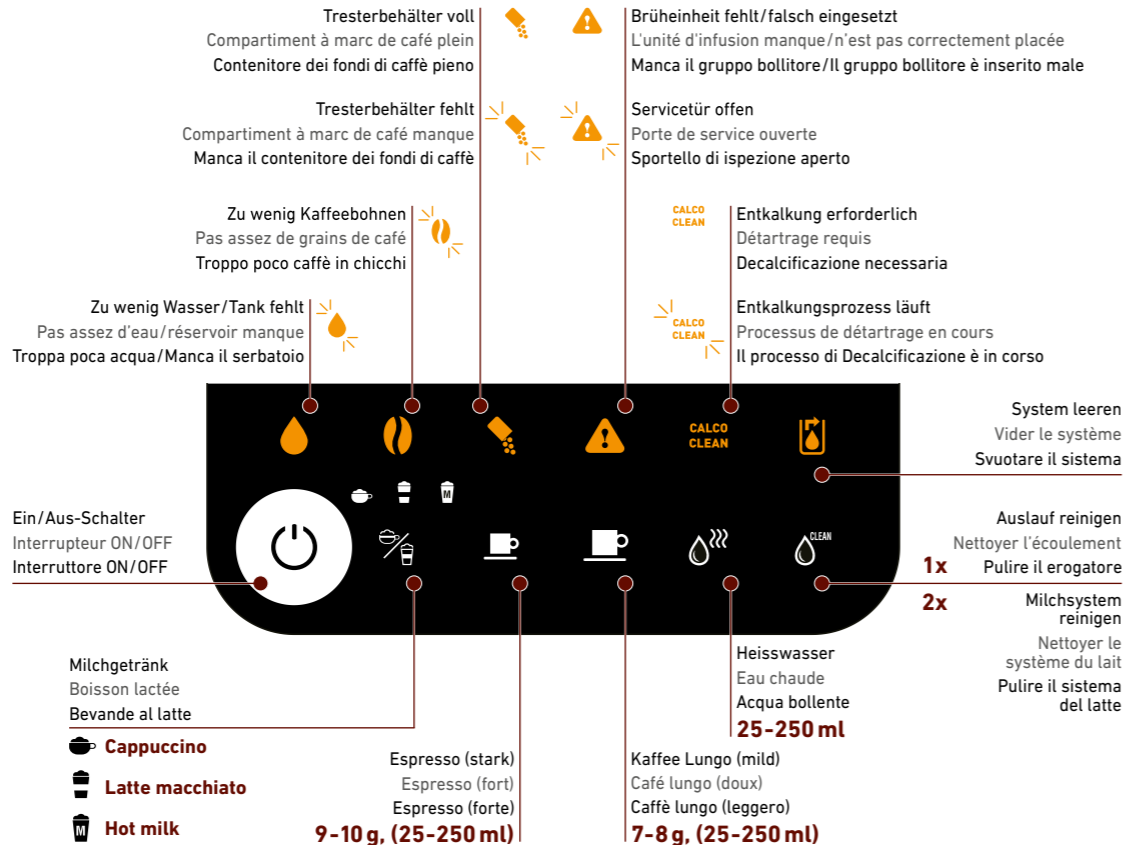 Tresterbehälter voll
Compartiment à marc de café plein
Contenitore dei fondi di caffè pieno
Brüheinheit fehlt/falsch eingesetzt
L'unité d'infusion manque/n'est pas correctement placée
Manca il gruppo bollitore/Il gruppo bollitore è inserito male
Tresterbehälter fehlt
Compartiment à marc de café manque
Manca il contenitore dei fondi di caffè
Servicetür offen
Porte de service ouverte
Sportello di ispezione aperto
Zu wenig Kaffeebohnen
Pas assez de grains de café
Troppo poco caffè in chicchi
CALCO
CLEAN
Entkalkung erforderlich
Détartrage requis
Decalcificazione necessaria
Zu wenig Wasser/Tank fehlt
Pas assez d'eau/réservoir manque
Troppa poca acqua/Manca il serbatoio
CALCO
CLEAN
Entkalkungsprozess läuft
Processus de détartrage en cours
Il processo di Decalcificazione è in corso
CALCO
CLEAN
System leeren
Vider le système
Svuotare il sistema
M
Ein/Aus-Schalter
Interrupteur ON/OFF
Interruttore ON/OFF
CLEAN
Auslauf reinigen
Nettoyer l'écoulement
1x Pulire il erogatore
2x Milchsystem
reinigen
Nettoyer le
système du lait
Pulire il sistema
del latte
Milchgetränk
Boisson lactée
Bevande al latte
Cappuccino
Latte macchiato
M Hot milk
Espresso (stark)
Espresso (fort)
Espresso (forte)
9-10 g, (25-250 ml)
Kaffee Lungo (mild)
Café lungo (doux)
Caffè lungo (leggero)
7-8 g, (25-250 ml)
Heisswasser
Eau chaude
Acqua bollente
25-250 ml